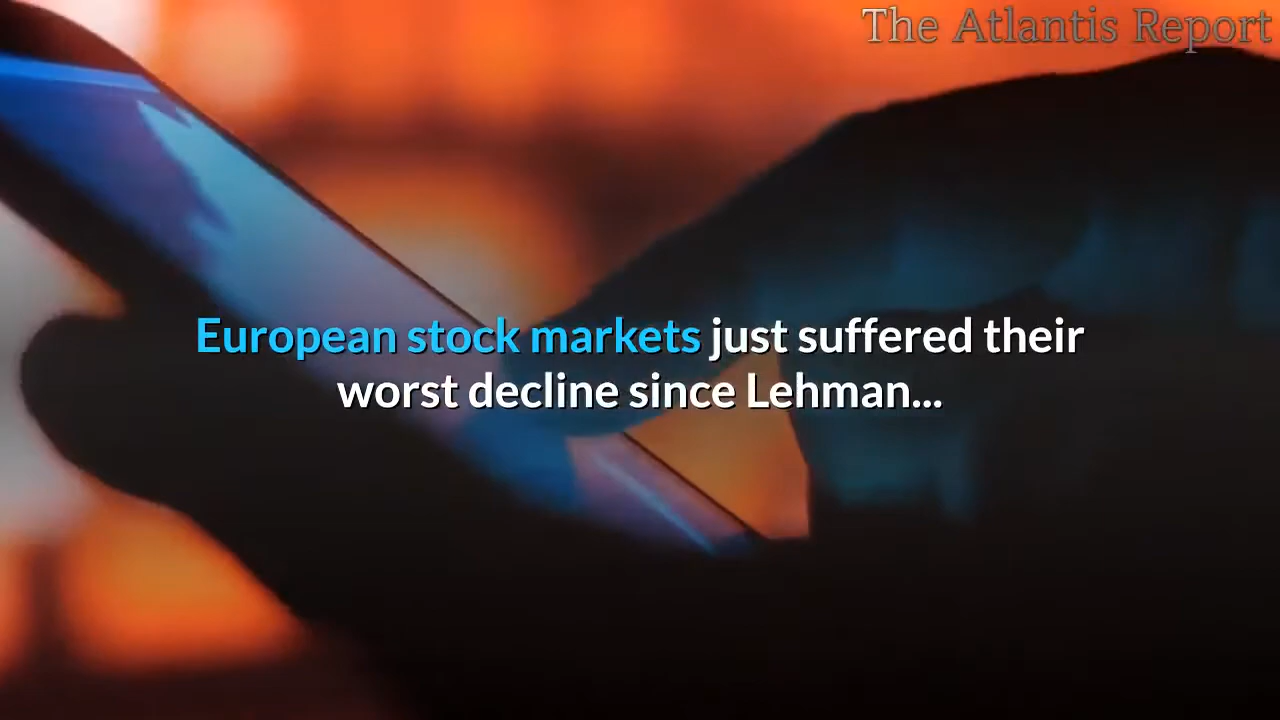 The Atlantis Report
European stock markets just suffered their
worst decline since Lehman...